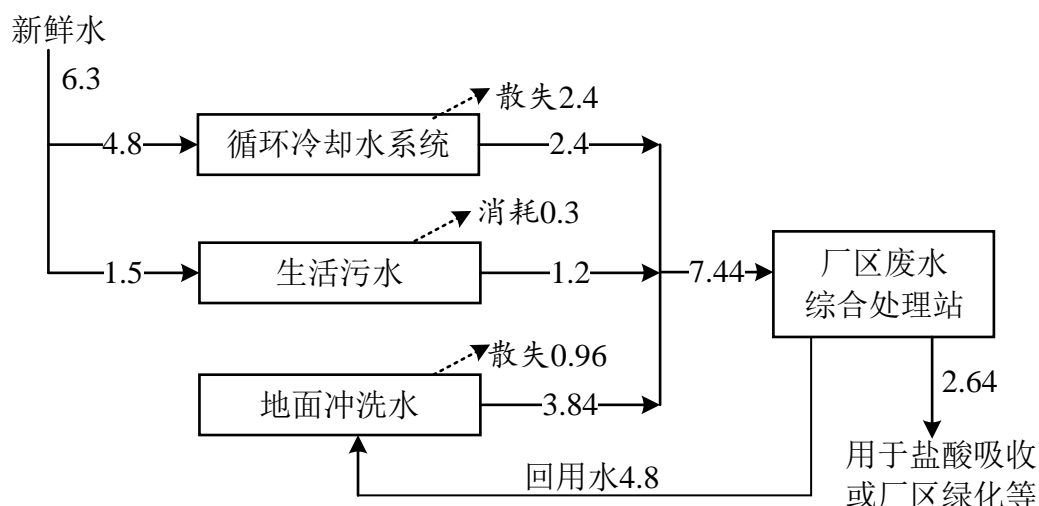 新鲜水
6.3
散失2.4
4.8
循环冷却水系统
2.4
消耗0.3
1.5
生活污水
1.2
7.44
厂区废水
综合处理站
散失0.96
地面冲洗水
3.84
2.64
回用水4.8
用于盐酸吸收
或厂区绿化等